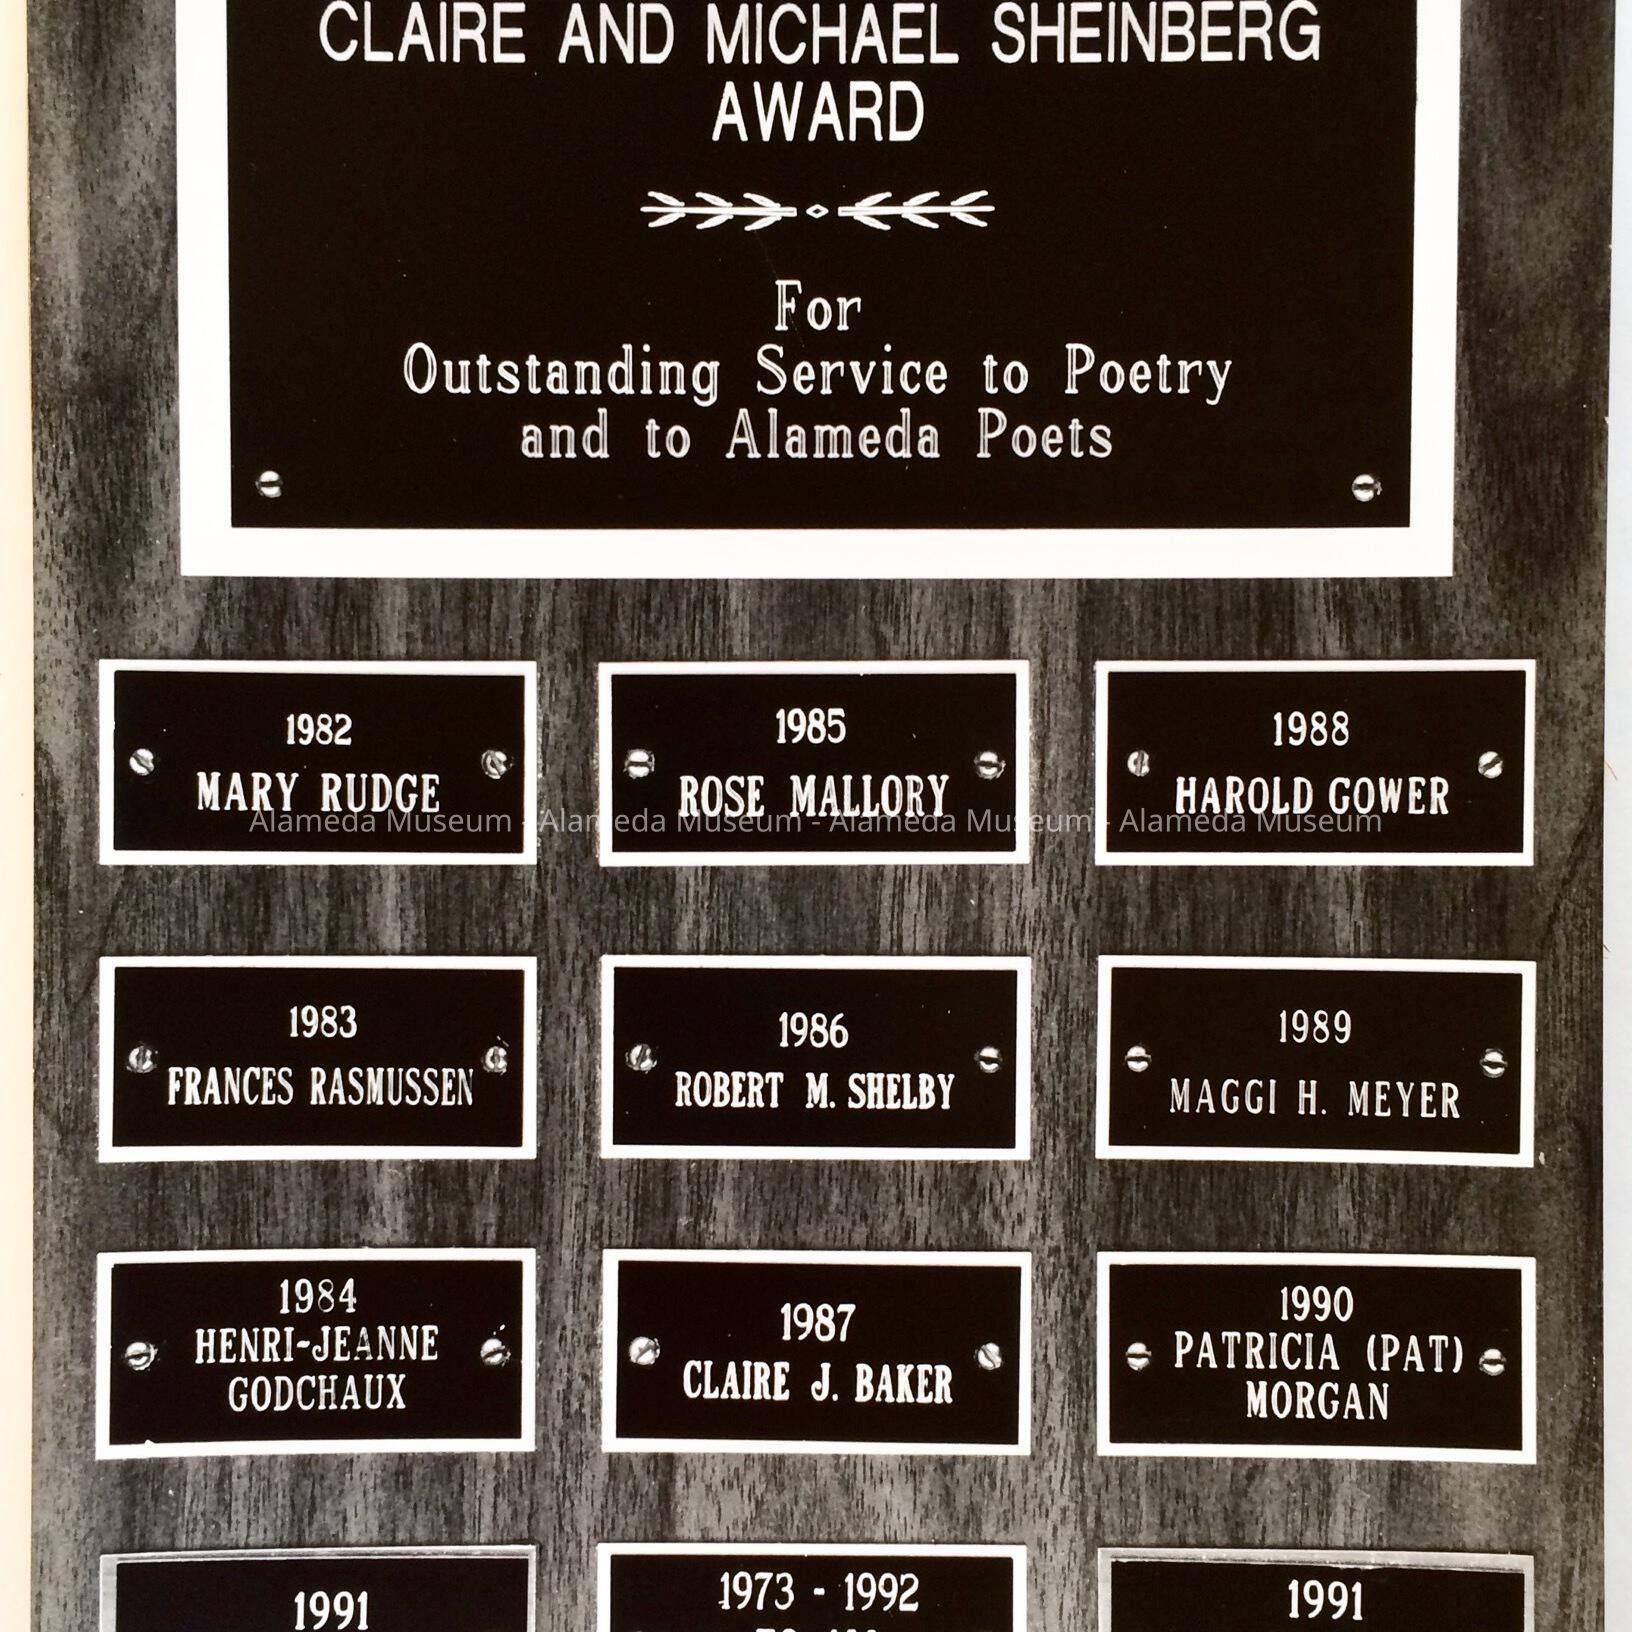 CLAIRE AND MICHAEL SHEINBERG
AWARD
For
Outstanding Service to Poetry
and to Alameda Poets
1982
MARY RUDGE
1985
ROSE MALLORY
1988
HAROLD GOWER
Alameda Museum - Alameda Museum - Alameda Museum - Alameda Museum
1983
FRANCES RASMUSSEN
1986
ROBERT M. SHELBY
1989
MAGGI H. MEYER
1984
HENRI-JEANNE
GODCHAUX
1987
CLAIRE J. BAKER
1990
PATRICIA (PAT)
MORGAN
1991
1973 - 1992
1991